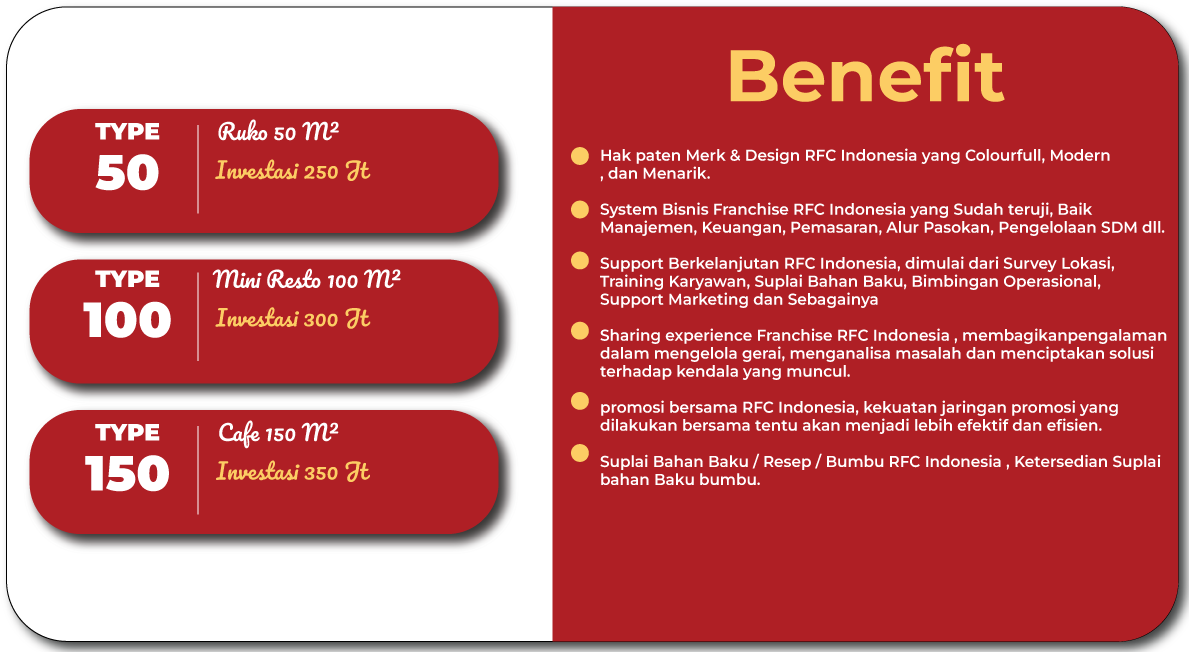 TYPE
50
Ruko 50 M²
Investasi 250 Jt
TYPE
100
Mini Resto 100 M²
Investasi 300 Jt
TYPE
150
Cafe 150 M²
Investasi 350 Jt
Benefit
Hak paten Merk & Design RFC Indonesia yang Colourfull, Modern
, dan Menarik.
System Bisnis Franchise RFC Indonesia yang Sudah teruji, Baik
Manajemen, Keuangan, Pemasaran, Alur Pasokan, Pengelolaan SDM dll.
Support Berkelanjutan RFC Indonesia, dimulai dari Survey Lokasi,
Training Karyawan, Suplai Bahan Baku, Bimbingan Operasional,
Support Marketing dan Sebagainya
Sharing experience Franchise RFC Indonesia , membagikanpengalaman
dalam mengelola gerai, menganalisa masalah dan menciptakan solusi
terhadap kendala yang muncul.
promosi bersama RFC Indonesia, kekuatan jaringan promosi yang
dilakukan bersama tentu akan menjadi lebih efektif dan efisien.
Suplai Bahan Baku / Resep / Bumbu RFC Indonesia , Ketersedian Suplai
bahan Baku bumbu.